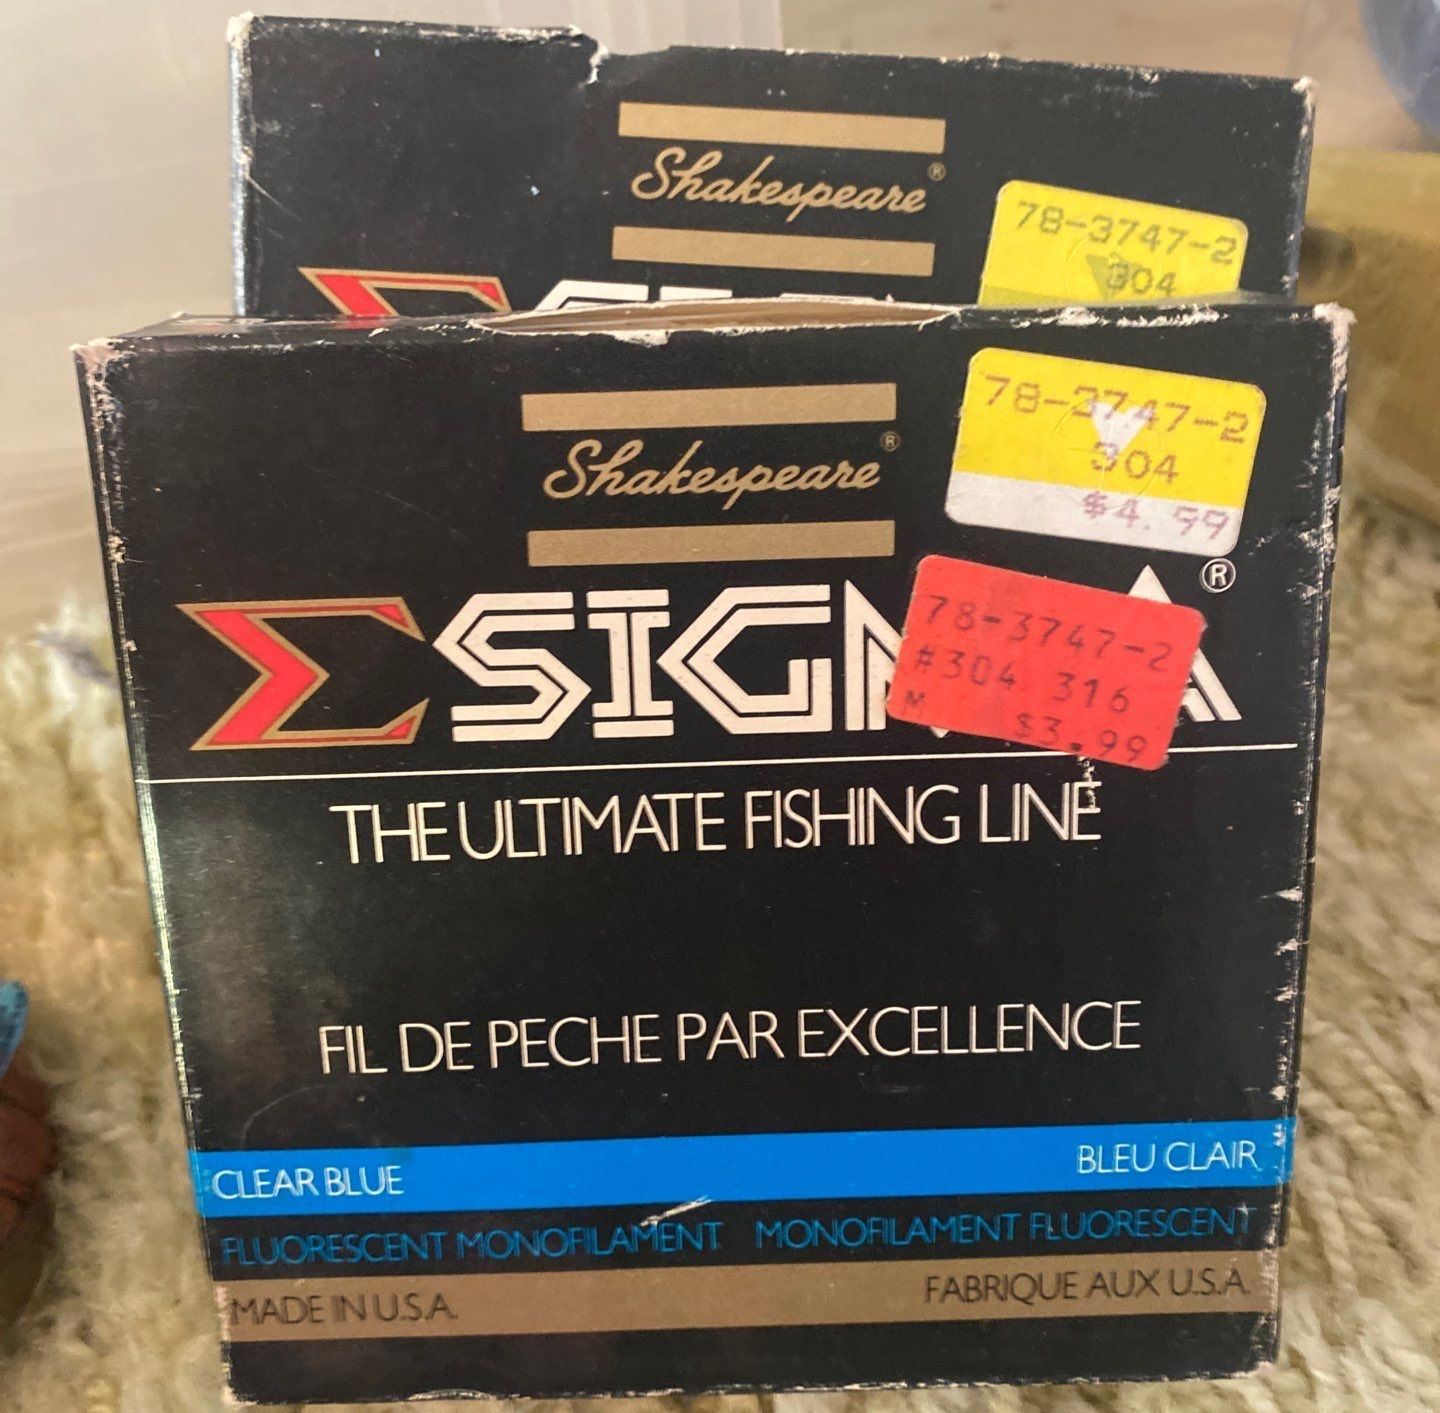 Shakespeare®
78-3747-2
304
Shakespeare®
78-3747-2
304
$4.99
ΣSIGMA®
78-3747-2
#304 316
M $3.99
THE ULTIMATE FISHING LINE
FIL DE PECHE PAR EXCELLENCE
CLEAR BLUE BLEU CLAIR
FLUORESCENT MONOFILAMENT MONOFILAMENT FLUORESCENT
MADE IN U.S.A. FABRIQUE AUX U.S.A.